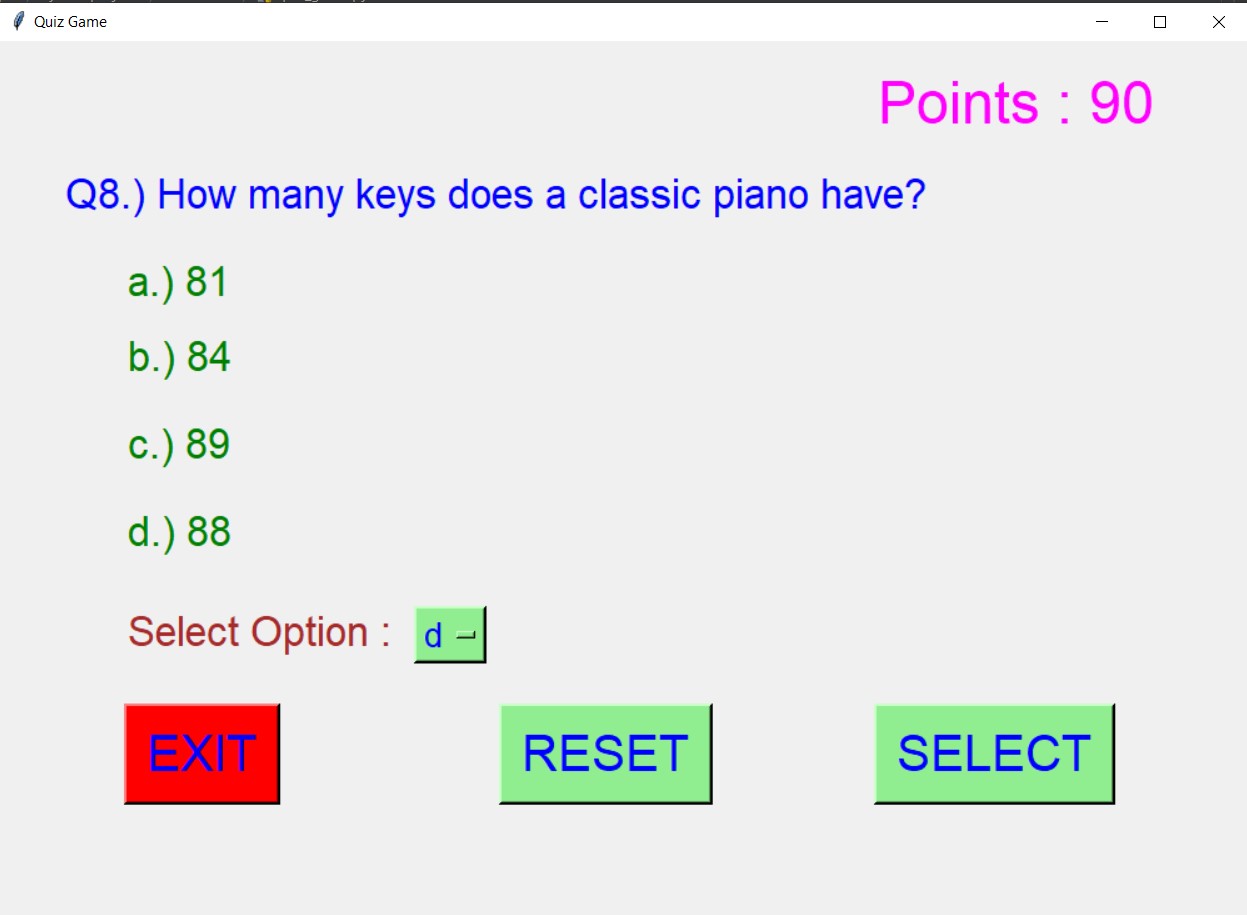 Quiz Game
Points : 90
Q8.) How many keys does a classic piano have?
a.) 81
b.) 84
c.) 89
d.) 88
Select Option : d
EXIT RESET SELECT